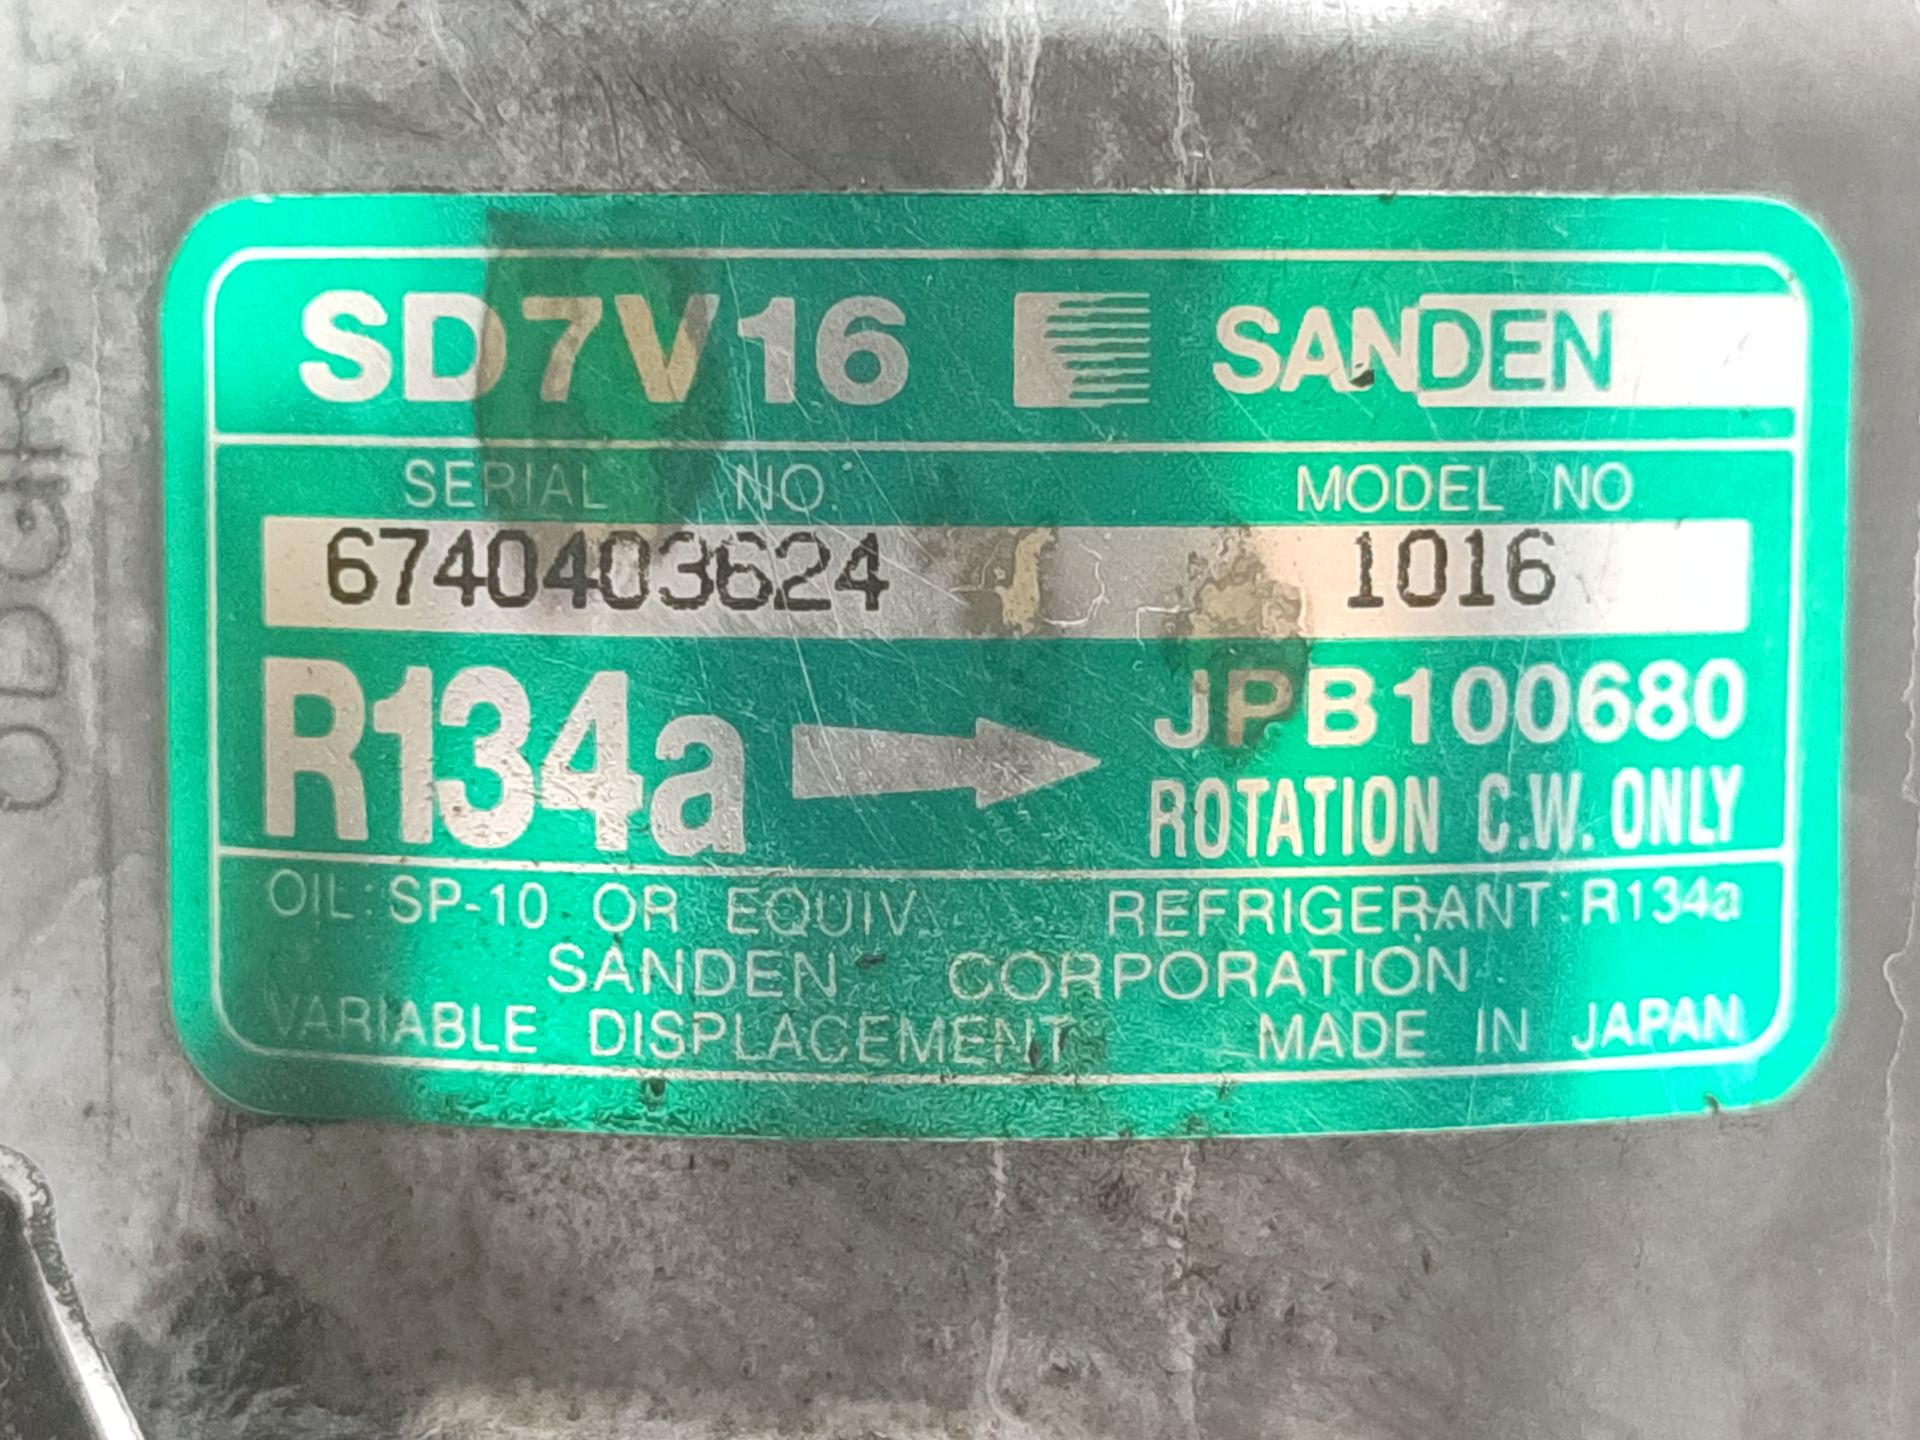 SD7V16 SANDEN
SERIAL NO. MODEL NO.
6740403624 1016
R134a JPB100680
ROTATION C.W. ONLY
OIL: SP-10 OR EQUIV. REFRIGERANT: R134a
SANDEN CORPORATION
VARIABLE DISPLACEMENT MADE IN JAPAN